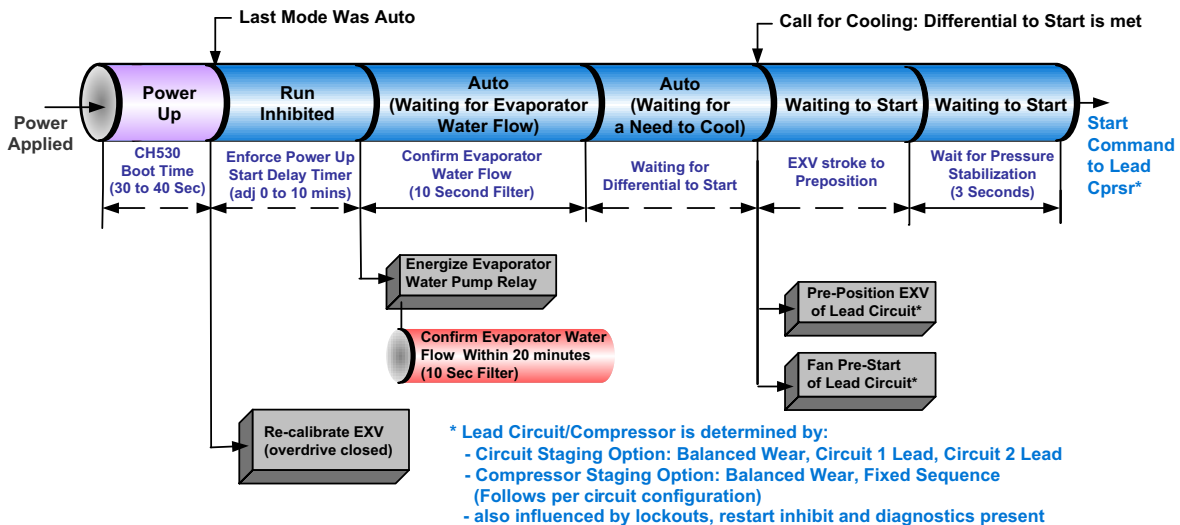 Last Mode Was Auto
Call for Cooling: Differential to Start is met
Power Applied
Power
Up
Run
Inhibited
Auto
(Waiting for Evaporator
Water Flow)
Auto
(Waiting for
a Need to Cool)
Waiting to Start
Waiting to Start
Start
Command
to Lead
Cprsr*
CH530
Boot Time
(30 to 40 Sec)
Enforce Power Up
Start Delay Timer
(adj 0 to 10 mins)
Confirm Evaporator
Water Flow
(10 Second Filter)
Waiting for
Differential to Start
EXV stroke to
Preposition
Wait for Pressure
Stabilization
(3 Seconds)
Energize Evaporator
Water Pump Relay
Confirm Evaporator Water
Flow Within 20 minutes
(10 Sec Filter)
Pre-Position EXV
of Lead Circuit*
Fan Pre-Start
of Lead Circuit*
Re-calibrate EXV
(overdrive closed)
* Lead Circuit/Compressor is determined by:
- Circuit Staging Option: Balanced Wear, Circuit 1 Lead, Circuit 2 Lead
- Compressor Staging Option: Balanced Wear, Fixed Sequence
(Follows per circuit configuration)
- also influenced by lockouts, restart inhibit and diagnostics present